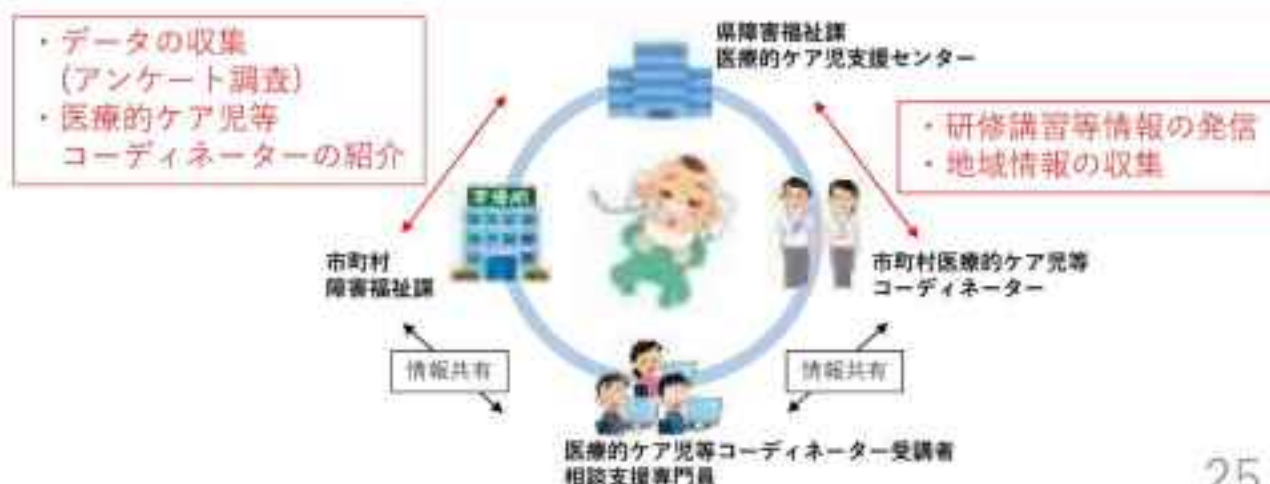 ・データの収集
(アンケート調査)
・医療的ケア児等
コーディネーターの紹介
県障害福祉課
医療的ケア児支援センター
・研修講習等情報の発信
・地域情報の収集
市町村
障害福祉課
市町村医療的ケア児等
コーディネーター
情報共有
情報共有
医療的ケア児等コーディネーター受講者
相談支援専門員
25